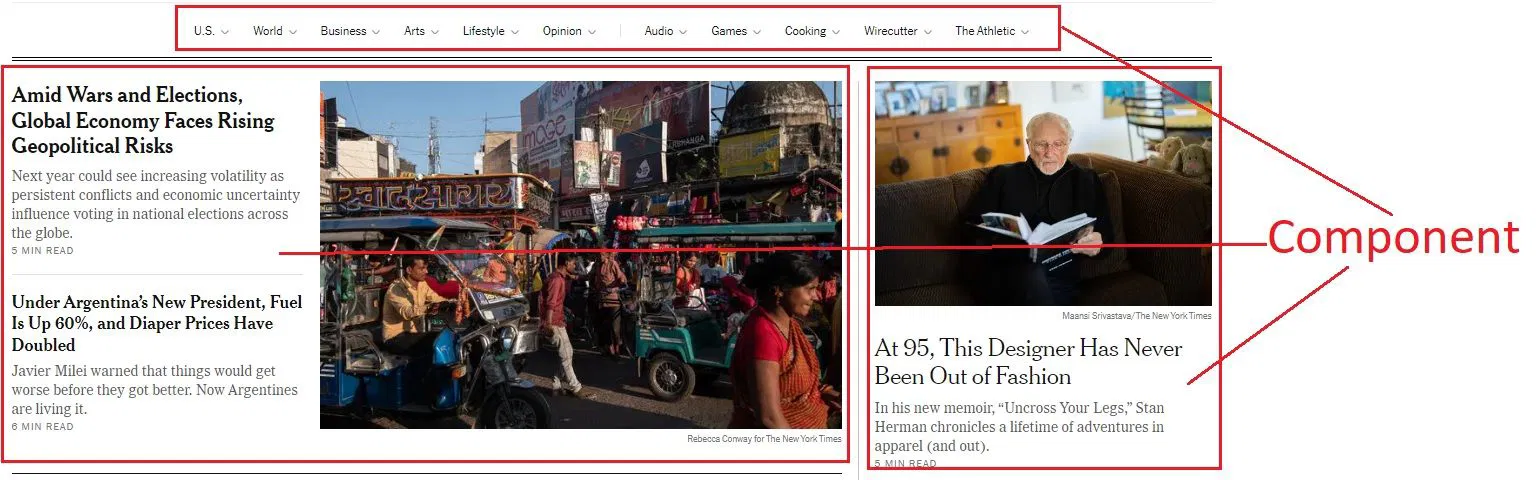 U.S. World Business Arts Lifestyle Opinion Audio Games Cooking Wirecutter The Athletic
Amid Wars and Elections,
Global Economy Faces Rising
Geopolitical Risks
Next year could see increasing volatility as
persistent conflicts and economic uncertainty
influence voting in national elections across
the globe.
5 MIN READ
Under Argentina’s New President, Fuel
Is Up 60%, and Diaper Prices Have
Doubled
Javier Milei warned that things would get
worse before they got better. Now Argentines
are living it.
6 MIN READ
image
DARBHANGA
Rebecca Conway for The New York Times
Maansi Srivastava/The New York Times
At 95, This Designer Has Never
Been Out of Fashion
In his new memoir, “Uncross Your Legs,” Stan
Herman chronicles a lifetime of adventures in
apparel (and out).
5 MIN READ
Component